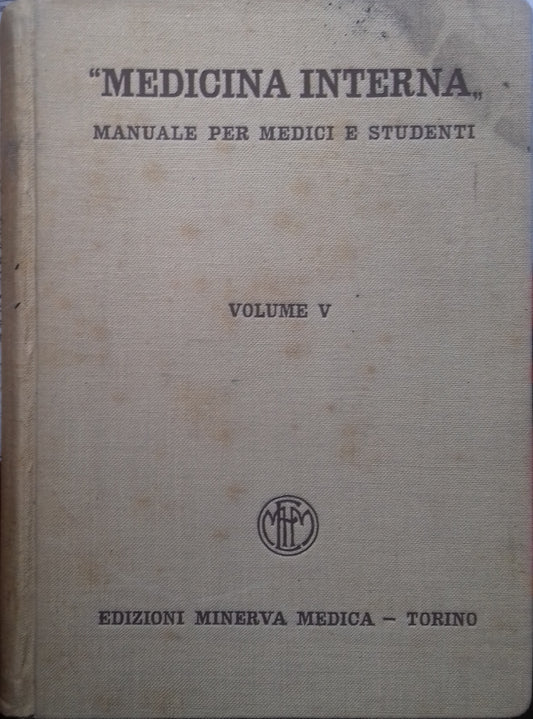 “MEDICINA INTERNA„
MANUALE PER MEDICI E STUDENTI
VOLUME V
EDIZIONI MINERVA MEDICA — TORINO